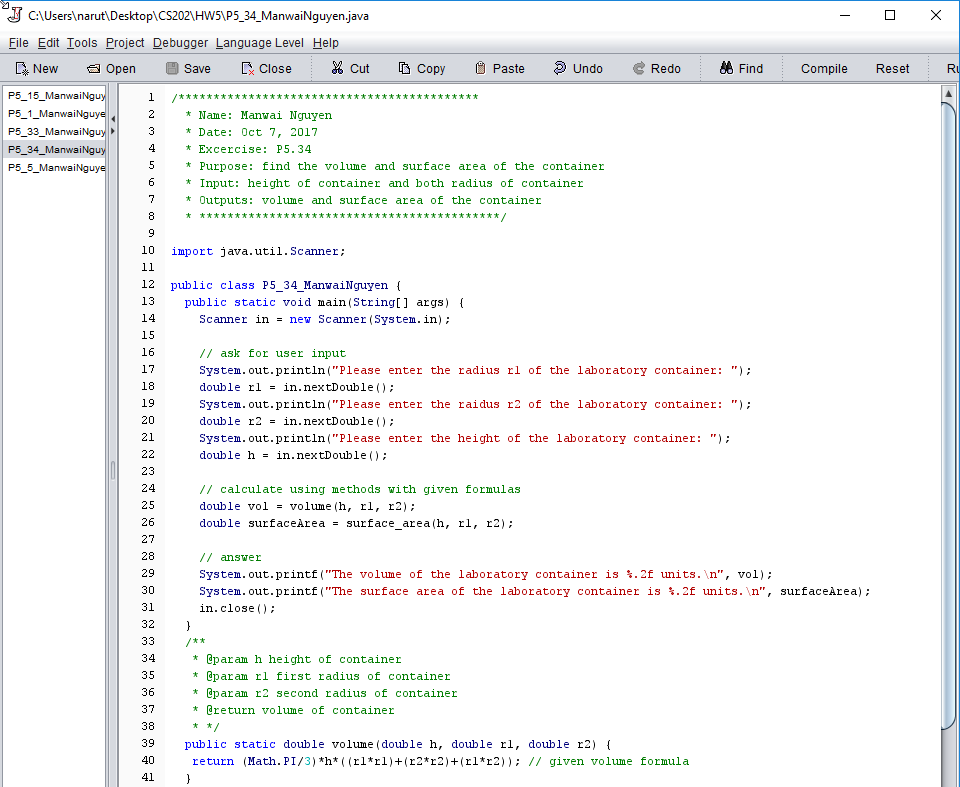 C:\Users\narut\Desktop\CS202\HW5\P5_34_ManwaiNguyen.java
File Edit Tools Project Debugger Language Level Help
New Open Save Close Cut Copy Paste Undo Redo Find Compile Reset Ru
P5_15_ManwaiNguy
P5_1_ManwaiNguye
P5_33_ManwaiNguy
P5_34_ManwaiNguy
P5_5_ManwaiNguye
1 /*******************************************
2 * Name: Manwai Nguyen
3 * Date: Oct 7, 2017
4 * Excercise: P5.34
5 * Purpose: find the volume and surface area of the container
6 * Input: height of container and both radius of container
7 * Outputs: volume and surface area of the container
8 * *******************************************/
9
10 import java.util.Scanner;
11
12 public class P5_34_ManwaiNguyen {
13 public static void main(String[] args) {
14 Scanner in = new Scanner(System.in);
15
16 // ask for user input
17 System.out.println("Please enter the radius r1 of the laboratory container: ");
18 double r1 = in.nextDouble();
19 System.out.println("Please enter the raidus r2 of the laboratory container: ");
20 double r2 = in.nextDouble();
21 System.out.println("Please enter the height of the laboratory container: ");
22 double h = in.nextDouble();
23
24 // calculate using methods with given formulas
25 double vol = volume(h, r1, r2);
26 double surfaceArea = surface_area(h, r1, r2);
27
28 // answer
29 System.out.printf("The volume of the laboratory container is %.2f units.\n", vol);
30 System.out.printf("The surface area of the laboratory container is %.2f units.\n", surfaceArea);
31 in.close();
32 }
33 /**
34 * @param h height of container
35 * @param r1 first radius of container
36 * @param r2 second radius of container
37 * @return volume of container
38 * */
39 public static double volume(double h, double r1, double r2) {
40 return (Math.PI/3)*h*((r1*r1)+(r2*r2)+(r1*r2)); // given volume formula
41 }